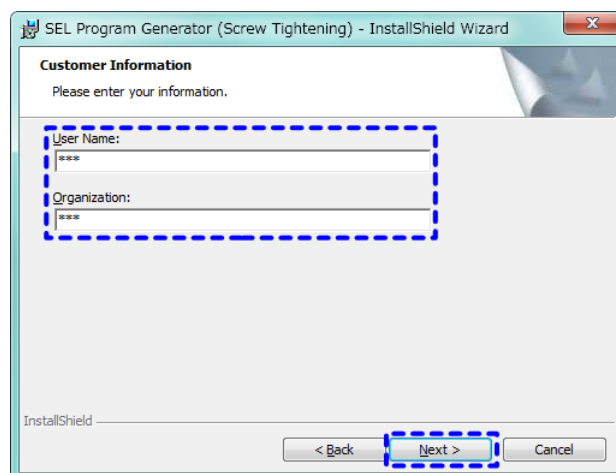 SEL Program Generator (Screw Tightening) - InstallShield Wizard
Customer Information
Please enter your information.
User Name:
***
Organization:
***
InstallShield
< Back
Next >
Cancel